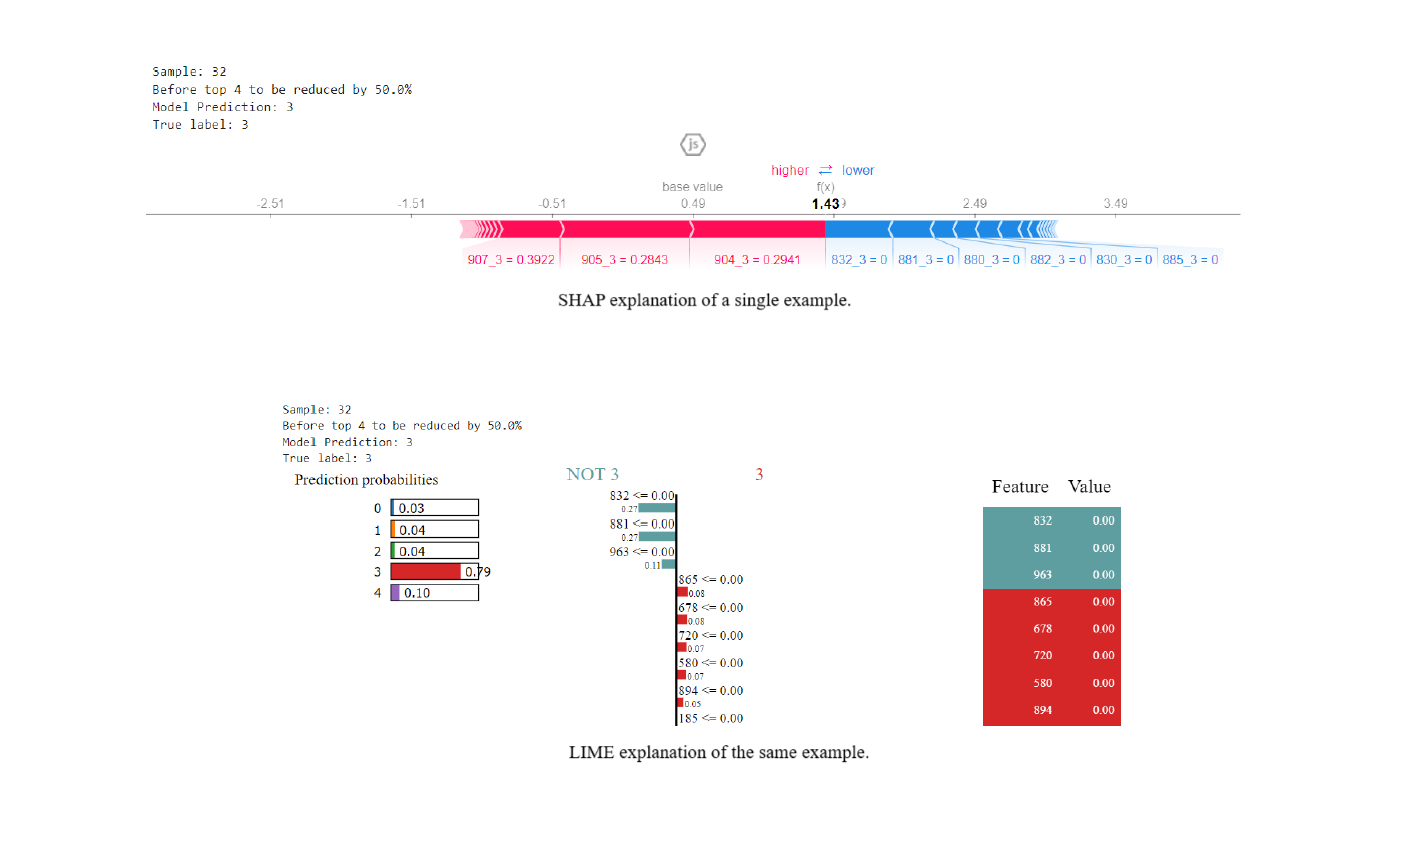 Sample: 32
Before top 4 to be reduced by 50.0%
Model Prediction: 3
True label: 3
js
higher ⇄ lower
base value f(x)
-2.51 -1.51 -0.51 0.49 1.43 2.49 3.49
907_3 = 0.3922 905_3 = 0.2843 904_3 = 0.2941 832_3 = 0 881_3 = 0 880_3 = 0 882_3 = 0 830_3 = 0 885_3 = 0
SHAP explanation of a single example.
Sample: 32
Before top 4 to be reduced by 50.0%
Model Prediction: 3
True label: 3
Prediction probabilities
0 0.03
1 0.04
2 0.04
3 0.79
4 0.10
NOT 3 3
832 <= 0.00
0.27
881 <= 0.00
0.27
963 <= 0.00
0.11
865 <= 0.00
0.08
678 <= 0.00
0.08
720 <= 0.00
0.07
580 <= 0.00
0.07
894 <= 0.00
0.05
185 <= 0.00
Feature Value
832 0.00
881 0.00
963 0.00
865 0.00
678 0.00
720 0.00
580 0.00
894 0.00
LIME explanation of the same example.